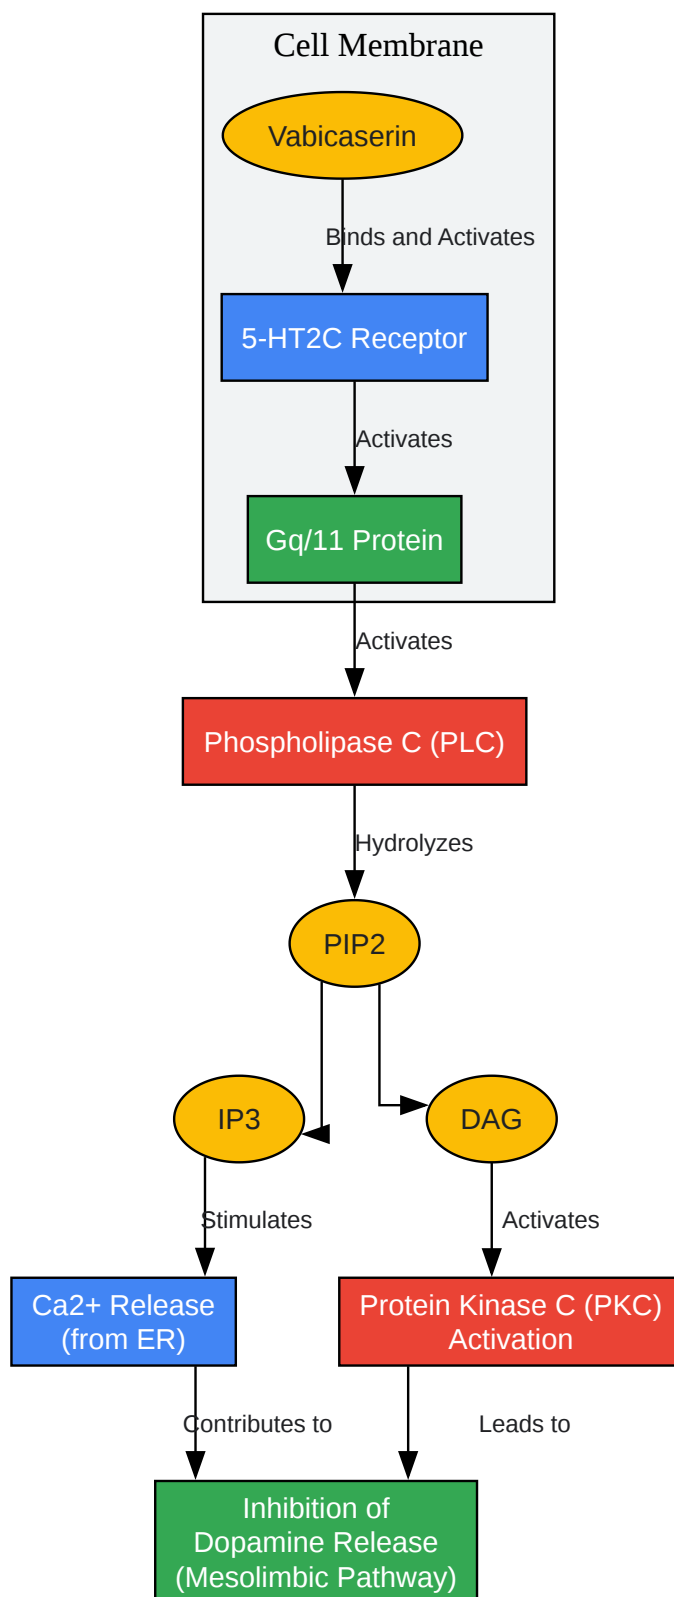 Cell Membrane
Vabicaserin
Binds and Activates
5-HT2C Receptor
Activates
Gq/11 Protein
Activates
Phospholipase C (PLC)
Hydrolyzes
PIP2
IP3
DAG
Stimulates
Activates
Ca2+ Release
(from ER)
Protein Kinase C (PKC)
Activation
Contributes to
Leads to
Inhibition of
Dopamine Release
(Mesolimbic Pathway)